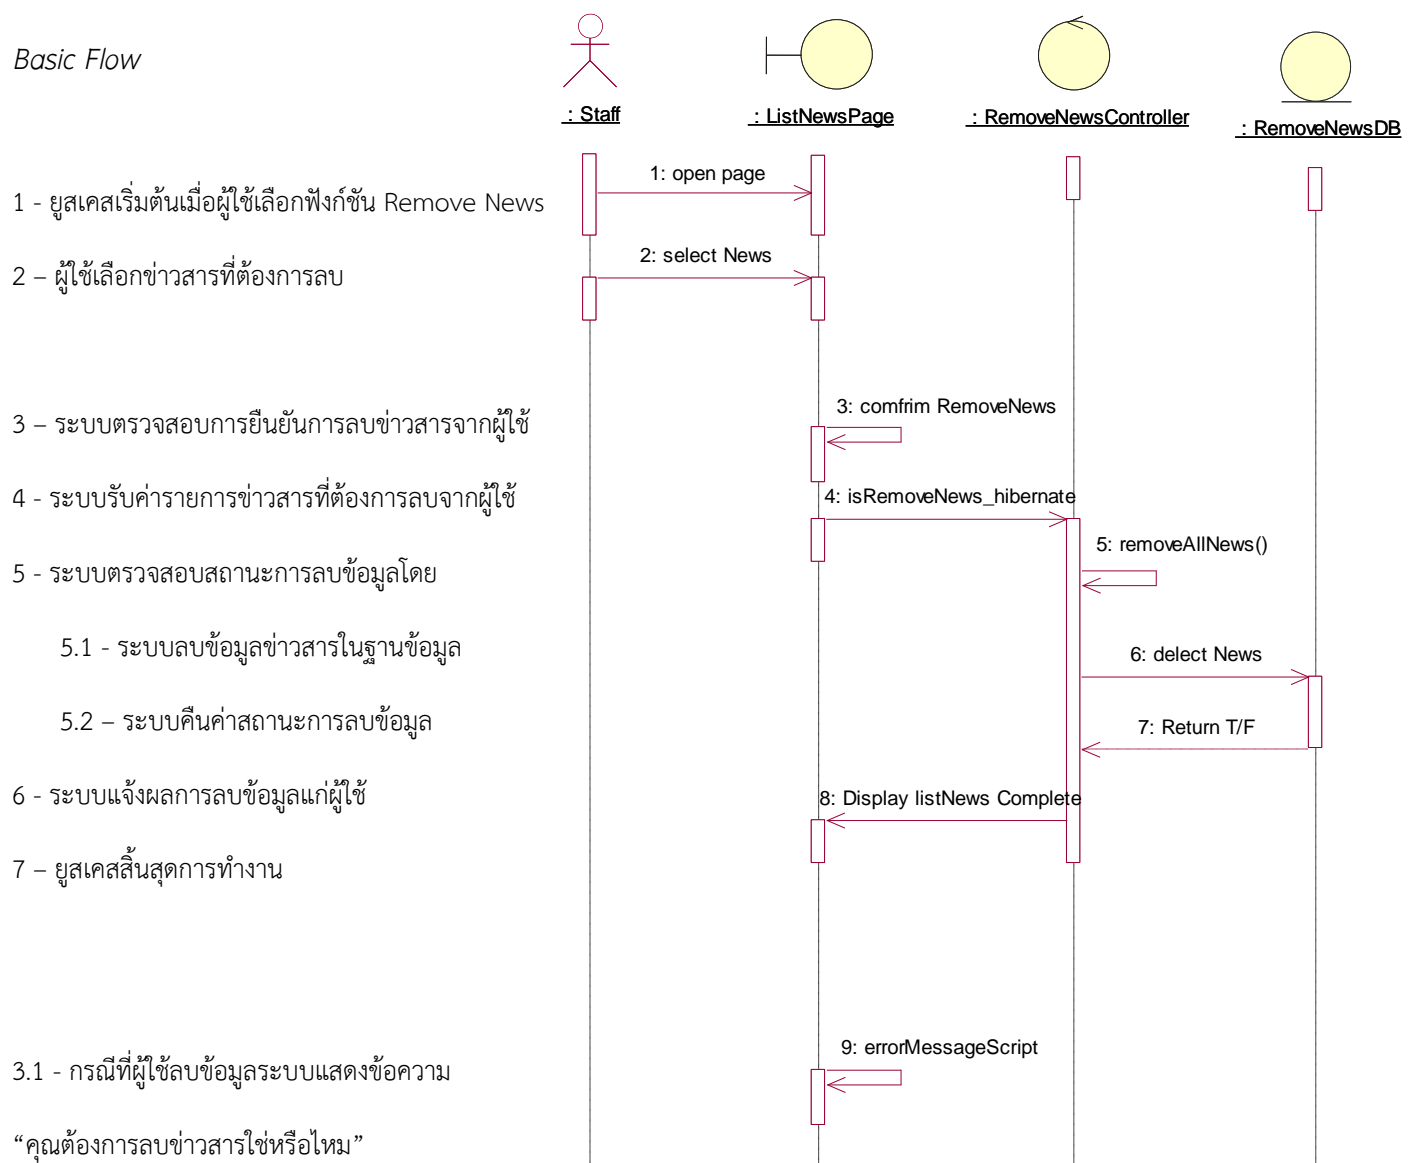 Basic Flow
: Staff
: ListNewsPage
: RemoveNewsController
: RemoveNewsDB
1 - ยูสเคสเริ่มต้นเมื่อผู้ใช้เลือกฟังก์ชัน Remove News
1: open page
2 – ผู้ใช้เลือกข่าวสารที่ต้องการลบ
2: select News
3 – ระบบตรวจสอบการยืนยันการลบข่าวสารจากผู้ใช้
3: comfrim RemoveNews
4 - ระบบรับค่ารายการข่าวสารที่ต้องการลบจากผู้ใช้
4: isRemoveNews_hibernate
5 - ระบบตรวจสอบสถานะการลบข้อมูลโดย
5: removeAllNews()
5.1 - ระบบลบข้อมูลข่าวสารในฐานข้อมูล
6: delect News
5.2 – ระบบคืนค่าสถานะการลบข้อมูล
7: Return T/F
6 - ระบบแจ้งผลการลบข้อมูลแก่ผู้ใช้
8: Display listNews Complete
7 – ยูสเคสสิ้นสุดการทำงาน
9: errorMessageScript
3.1 - กรณีที่ผู้ใช้ลบข้อมูลระบบแสดงข้อความ
“คุณต้องการลบข่าวสารใช่หรือไหม”